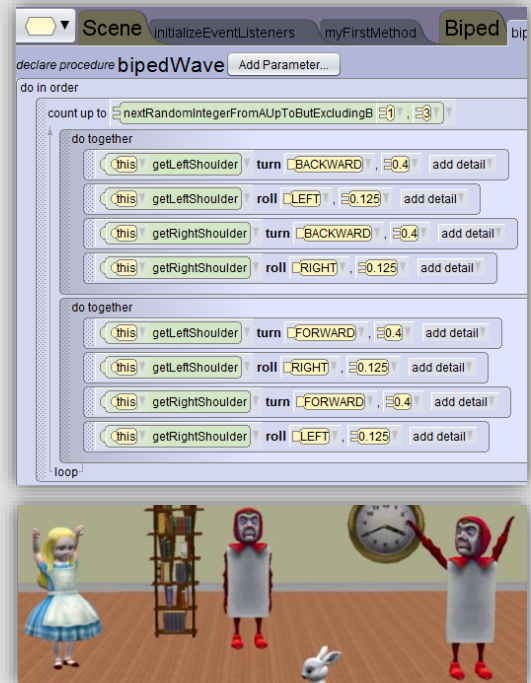 Scene initializeEventListeners myFirstMethod Biped bip
declare procedure bipedWave Add Parameter...
do in order
count up to nextRandomIntegerFromAUpToButExcludingB 1 , 3
do together
this getLeftShoulder turn BACKWARD , 0.4 add detail
this getLeftShoulder roll LEFT , 0.125 add detail
this getRightShoulder turn BACKWARD , 0.4 add detail
this getRightShoulder roll RIGHT , 0.125 add detail
do together
this getLeftShoulder turn FORWARD , 0.4 add detail
this getLeftShoulder roll RIGHT , 0.125 add detail
this getRightShoulder turn FORWARD , 0.4 add detail
this getRightShoulder roll LEFT , 0.125 add detail
loop